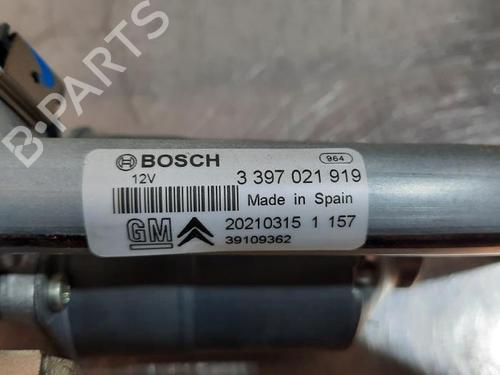 B-PARTS
BOSCH
964
12V
3 397 021 919
Made in Spain
GM
20210315 1 157
39109362